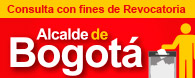 Consulta con fines de Revocatoria
Alcalde de
Bogotá